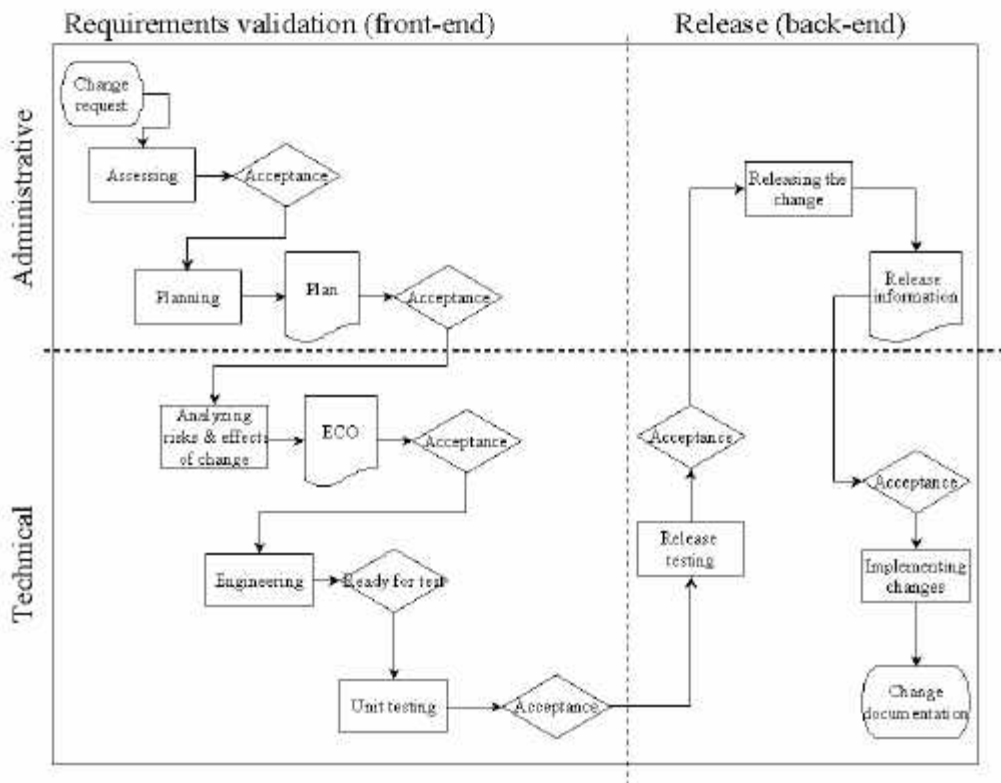 Requirements validation (front-end)
Release (back-end)
Administrative
Change
request
Assessing
Acceptance
Planning
Plan
Acceptance
Releasing the
change
Release
information
Technical
Analyzing
risks & effects
of change
ECO
Acceptance
Engineering
Ready for test
Unit testing
Acceptance
Acceptance
Release
testing
Acceptance
Implementing
changes
Change
documentation